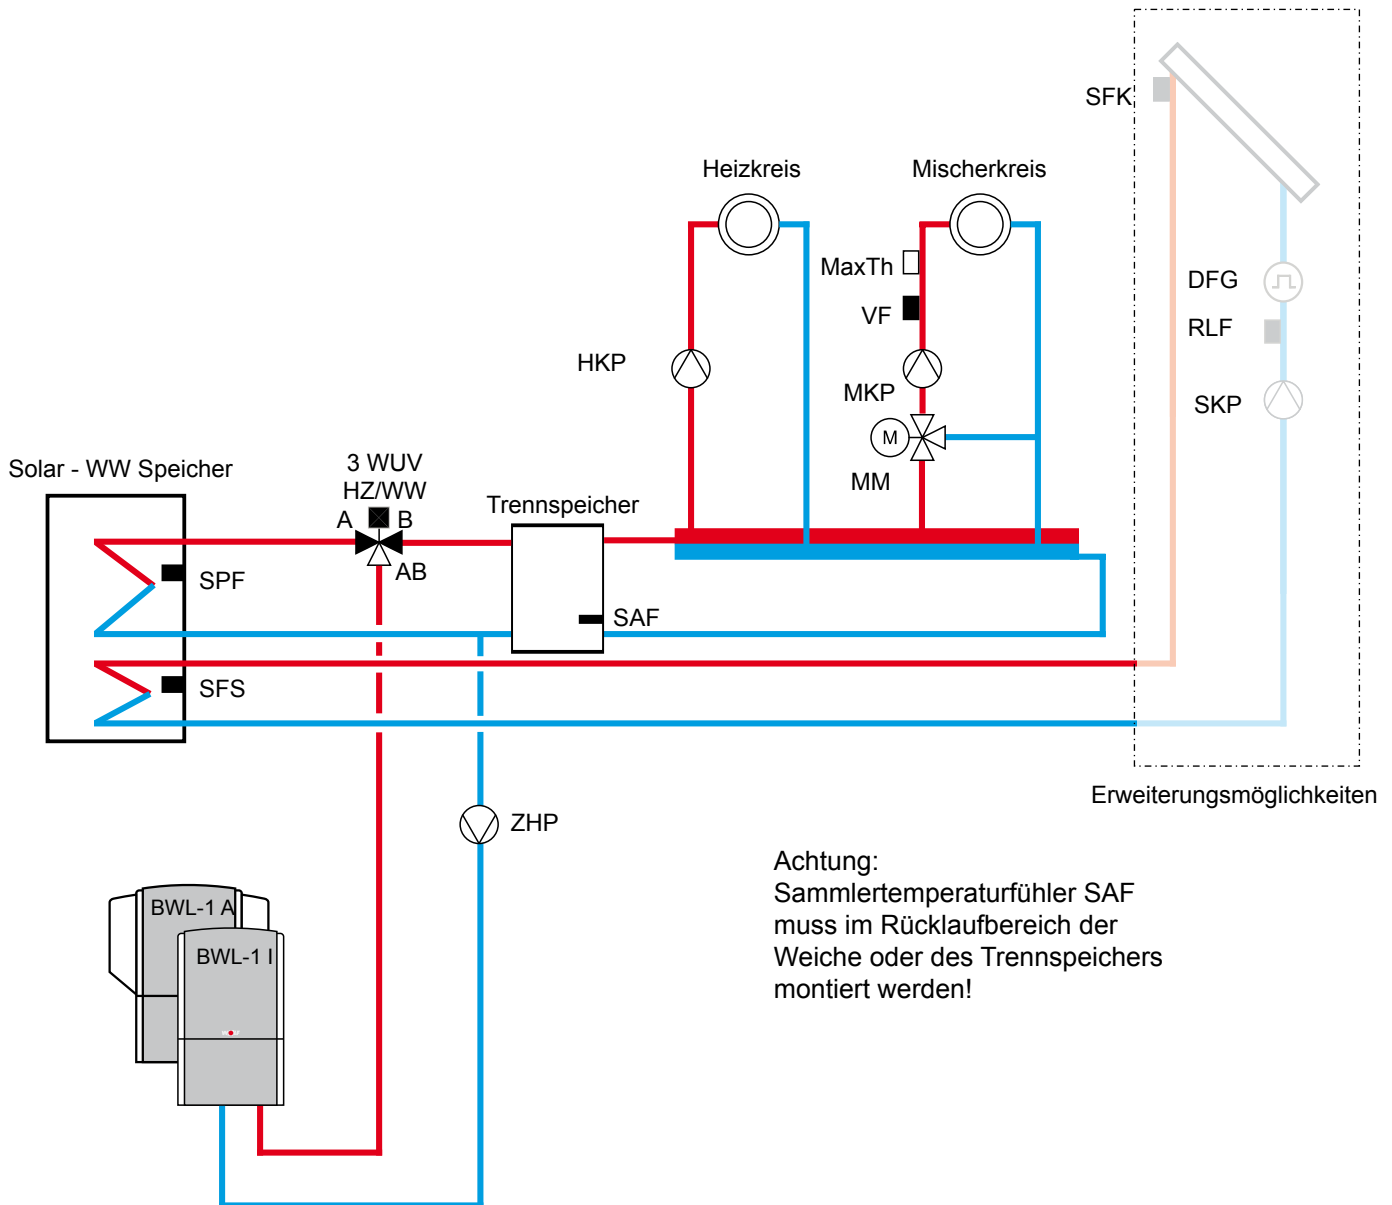 SFK
Heizkreis
Mischerkreis
MaxTh
VF
DFG
RLF
HKP
MKP
SKP
M
MM
Solar - WW Speicher
3 WUV
HZ/WW
A
B
AB
Trennspeicher
SPF
SAF
SFS
Erweiterungsmöglichkeiten
ZHP
Achtung:
Sammlertemperaturfühler SAF
muss im Rücklaufbereich der
Weiche oder des Trennspeichers
montiert werden!
BWL-1 A
BWL-1 I